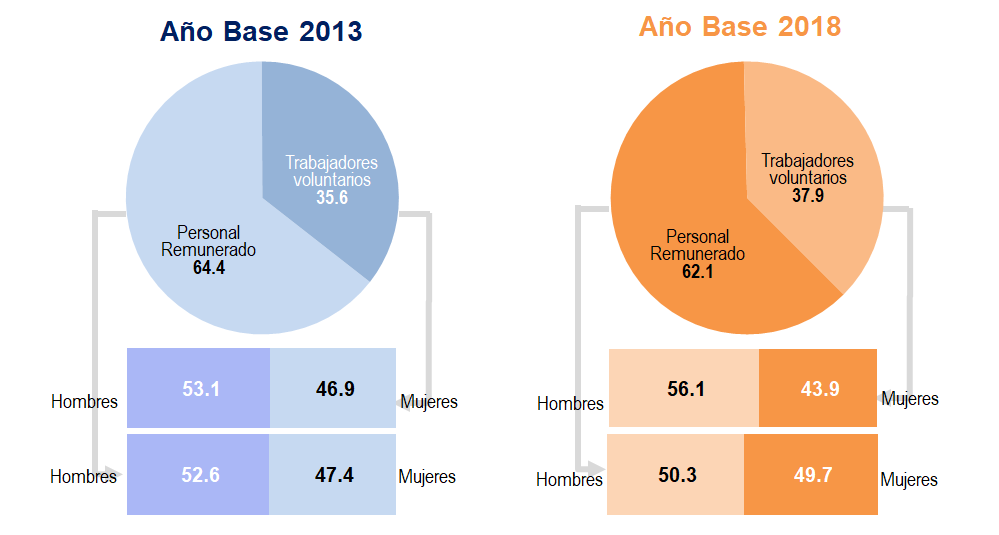 Año Base 2013
Trabajadores
voluntarios
35.6
Personal
Remunerado
64.4
Hombres
53.1
46.9
Mujeres
Hombres
52.6
47.4
Mujeres
Año Base 2018
Trabajadores
voluntarios
37.9
Personal
Remunerado
62.1
Hombres
56.1
43.9
Mujeres
Hombres
50.3
49.7
Mujeres